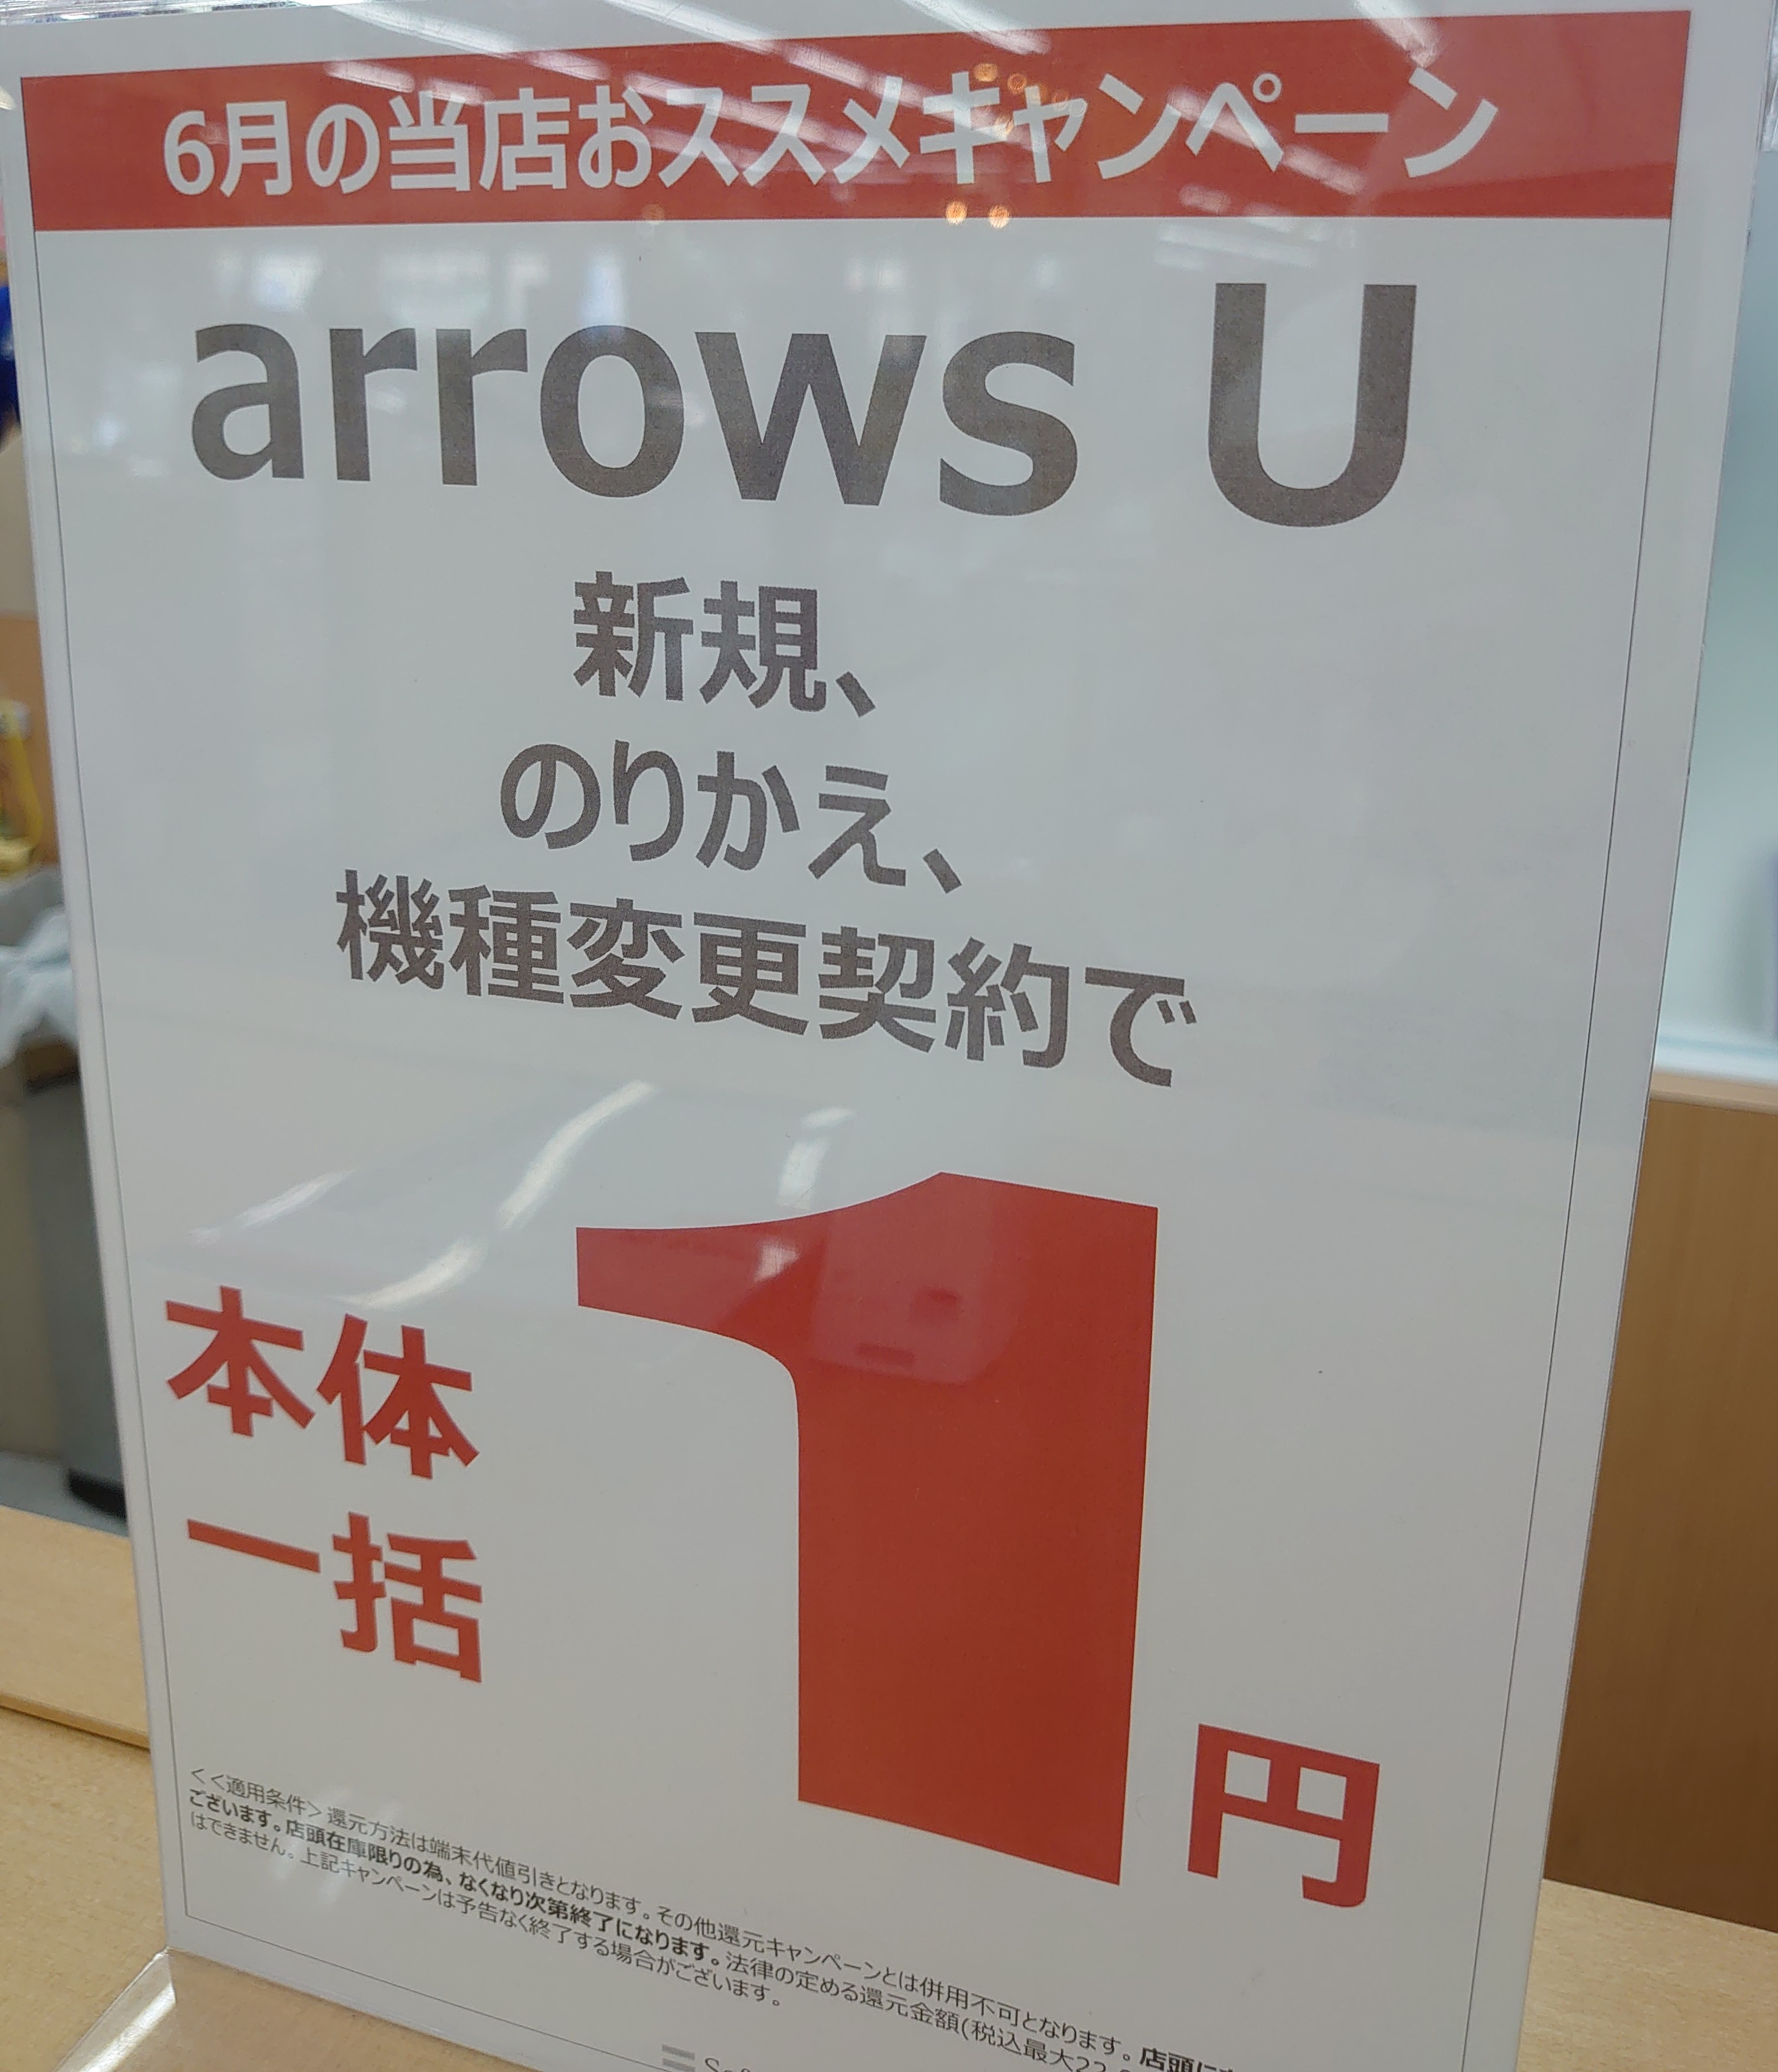 6月の当店おススメキャンペーン
arrows U
新規、
のりかえ、
機種変更契約で
本体
一括
1円
<<適用条件>還元方法は端末代値引きとなります。その他還元キャンペーンとは併用不可となります。店頭に
ございます。店頭在庫限りの為、なくなり次第終了になります。法律の定める還元金額(税込最大22
はできません。上記キャンペーンは予告なく終了する場合がございます。